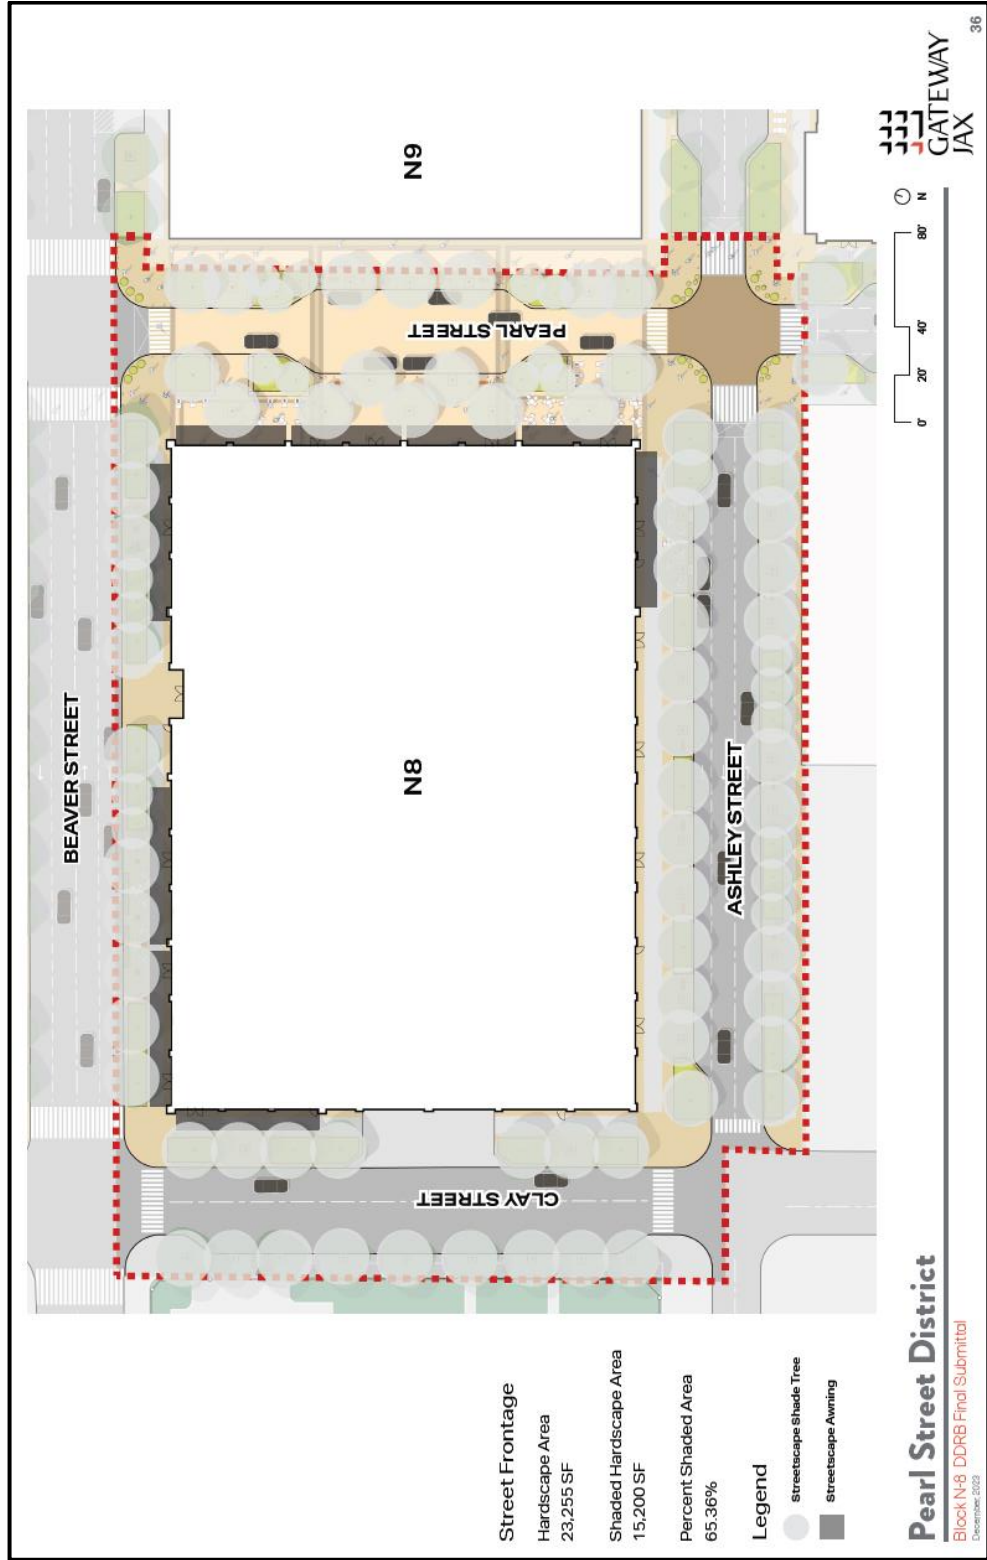 BEAVER STREET
N8
N9
PEARL STREET
CLAY STREET
ASHLEY STREET
Street Frontage
Hardscape Area
23,255 SF
Shaded Hardscape Area
15,200 SF
Percent Shaded Area
65.36%
Legend
Streetscape Shade Tree
Streetscape Awning
0'
20'
40'
80'
N
Pearl Street District
Block N-8 DDRB Final Submittal
December, 2023
GATEWAY
JAX
36